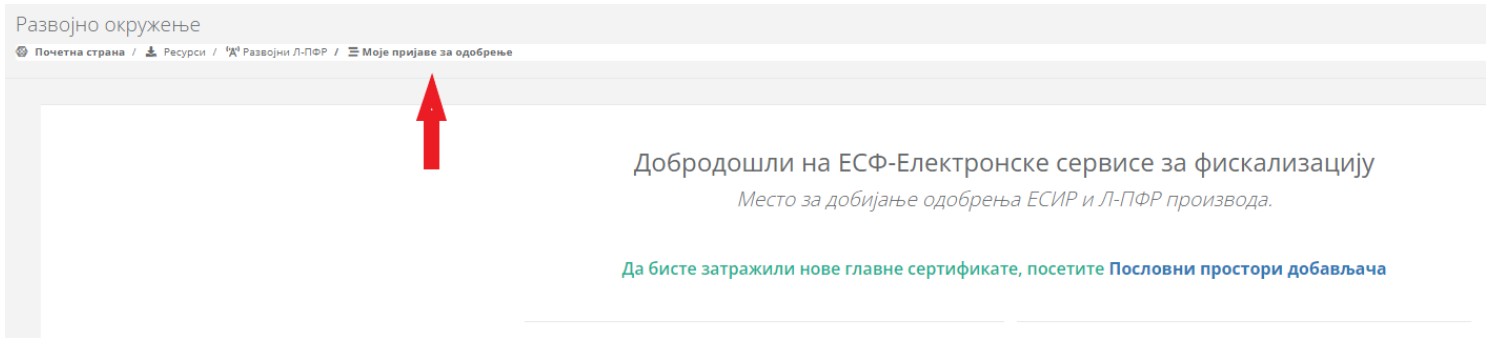 Развојно окружење
Почетна страна / Ресурси / Развојни Л-ПФР / Моје пријаве за одобрење
Добродошли на ЕСФ-Електронске сервисе за фискализацију
Место за добијање одобрења ЕСИР и Л-ПФР производа.
Да бисте затражили нове главне сертификате, посетите Пословни простори добављача